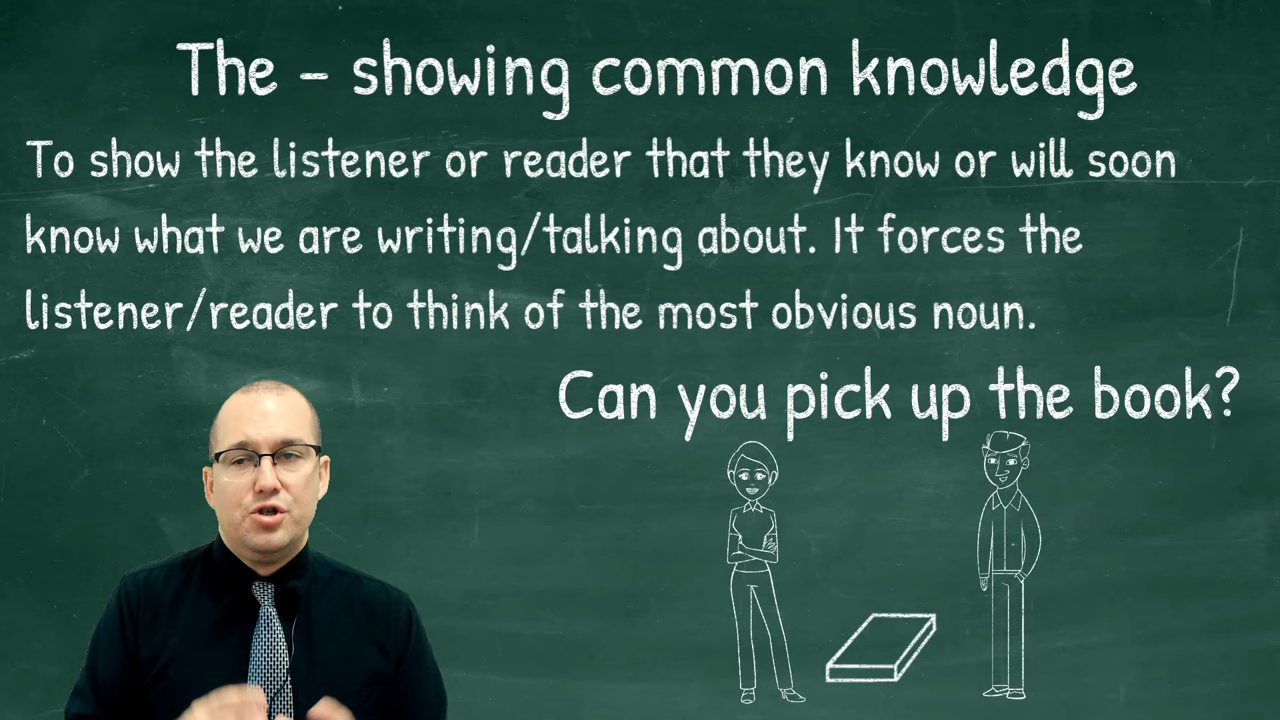 The - showing common knowledge
To show the listener or reader that they know or will soon
know what we are writing/talking about. It forces the
listener/reader to think of the most obvious noun.
Can you pick up the book?